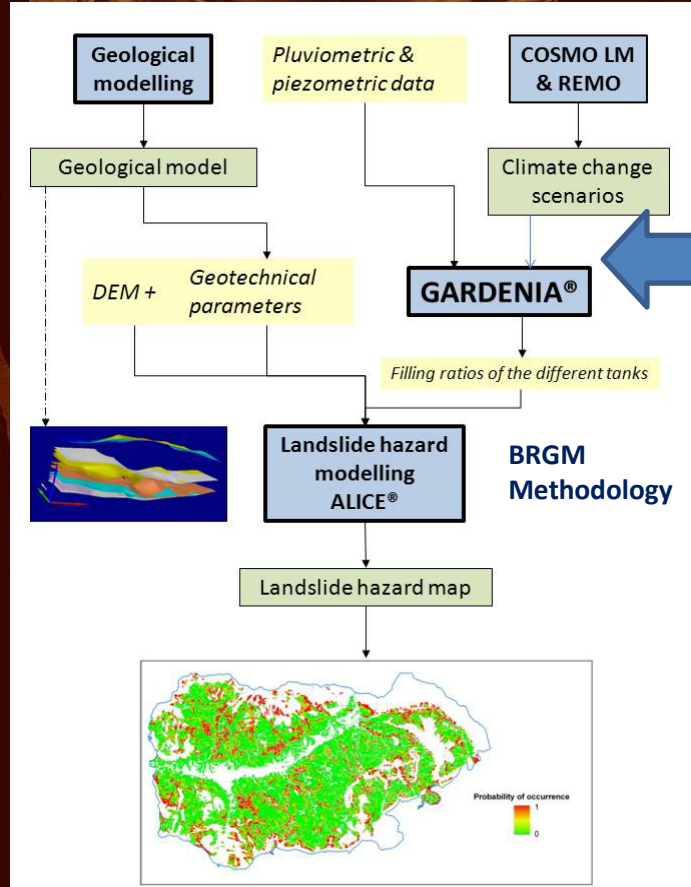 Geological
modelling
Pluviometric &
piezometric data
COSMO LM
& REMO
Geological model
Climate change
scenarios
DEM +
Geotechnical
parameters
GARDENIA®
Filling ratios of the different tanks
Landslide hazard
modelling
ALICE®
BRGM
Methodology
Landslide hazard map
Probability of occurrence
1
0